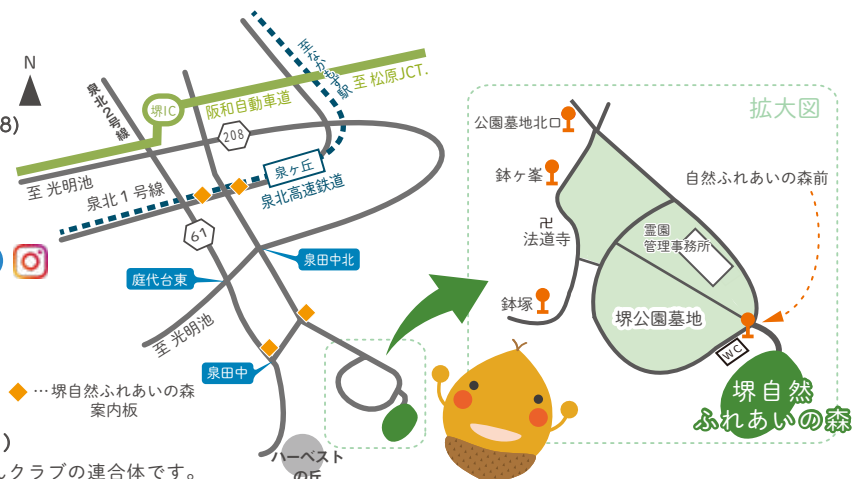 N
8)
泉北2号線
堺IC
阪和自動車道
至なかもず駅
至 松原JCT.
208
至 光明池
泉北1号線
泉ヶ丘
泉北高速鉄道
61
泉田中北
庭代台東
至 光明池
泉田中
…堺自然ふれあいの森
案内板
)
ハーベスト
の丘
クラブの連合体です。
拡大図
公園墓地北口
鉢ヶ峯
自然ふれあいの森前
卍
法道寺
霊園
管理事務所
鉢塚
堺公園墓地
WC
堺自然
ふれあいの森